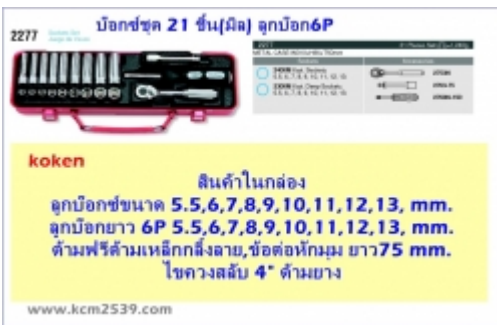 บ๊อกซ์ชุด 21 ชิ้น(มิล) ลูกบ๊อก6P
2277
2277
koken
สินค้าในกล่อง
ลูกบ๊อกซ์ขนาด 5.5,6,7,8,9,10,11,12,13, mm.
ลูกบ๊อกยาว 6P 5.5,6,7,8,9,10,11,12,13, mm.
ด้ามฟรีด้ามเหล็กกลิ้งลาย,ข้อต่อหักมุม ยาว75 mm.
ไขควงสลับ 4" ด้ามยาง
www.kcm2539.com